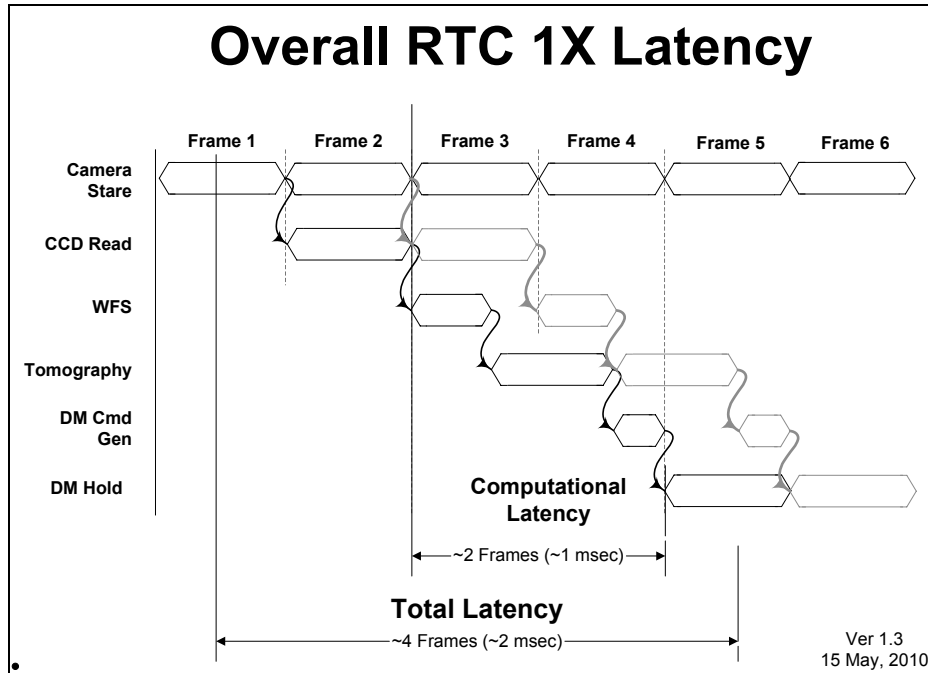 Overall RTC 1X Latency
Frame 1 Frame 2 Frame 3 Frame 4 Frame 5 Frame 6
Camera
Stare
CCD Read
WFS
Tomography
DM Cmd
Gen
DM Hold
Computational
Latency
~2 Frames (~1 msec)
Total Latency
~4 Frames (~2 msec)
Ver 1.3
15 May, 2010